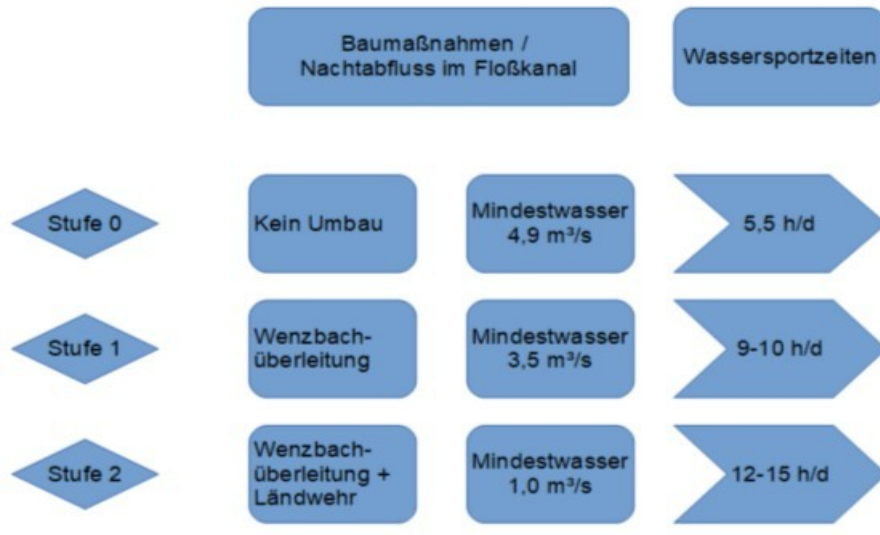 Baumaßnahmen /
Nachtabfluss im Floßkanal
Wassersportzeiten
Stufe 0
Kein Umbau
Mindestwasser
4,9 m³/s
5,5 h/d
Stufe 1
Wenzbach-
überleitung
Mindestwasser
3,5 m³/s
9-10 h/d
Stufe 2
Wenzbach-
überleitung +
Ländwehr
Mindestwasser
1,0 m³/s
12-15 h/d